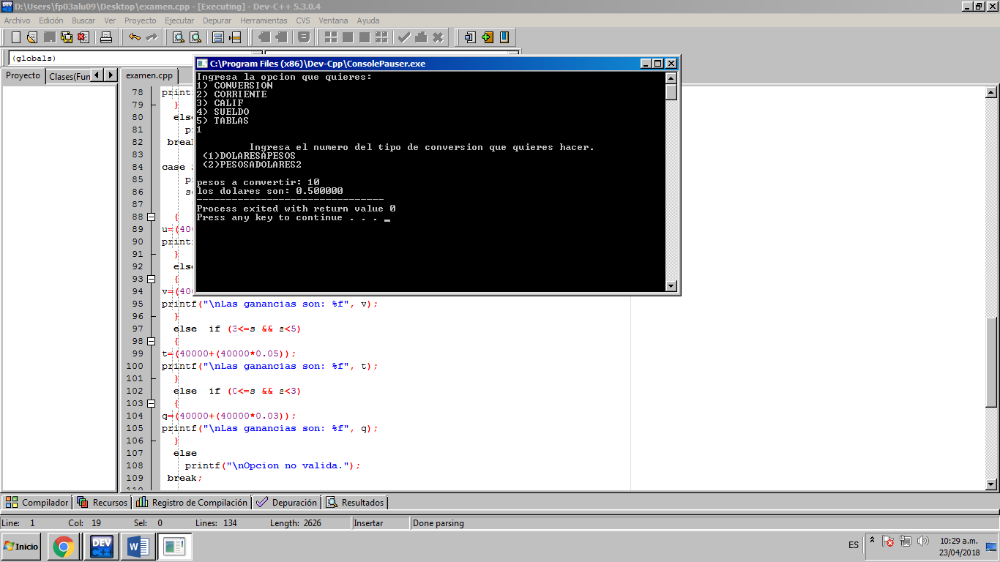 D:\Users\fp03alu09\Desktop\examen.cpp - [Executing] - Dev-C++ 5.3.0.4
Archivo Edición Buscar Ver Proyecto Ejecutar Depurar Herramientas CVS Ventana Ayuda
(globals)
Proyecto Clases(Fun examen.cpp
C:\Program Files (x86)\Dev-Cpp\ConsolePauser.exe
Ingresa la opcion que quieres:
1) CONVERSION
2) CORRIENTE
3) CALIF
4) SUELDO
5) TABLAS
1
Ingresa el numero del tipo de conversion que quieres hacer.
(1)DOLARESAPESOS
(2)PESOSADOLARES2
pesos a comvertir: 10
los dolares son: 0.500000
--------------------------------
Process exited with return value 0
Press any key to continue . . . _
78 print
79 }
80 else
81 p
82 break
83
84 case
85 p
86 s
87
88 {
89 u=(400
90 print
91 }
92 else
93 {
94 v=(400
95 printf("\nLas ganancias son: %f", v);
96 }
97 else if (3<=s && s<5)
98 {
99 t=(40000+(40000*0.05));
100 printf("\nLas ganancias son: %f", t);
101 }
102 else if (0<=s && s<3)
103 {
104 q=(40000+(40000*0.03));
105 printf("\nLas ganancias son: %f", q);
106 }
107 else
108 printf("\nOpcion no valida.");
109 break;
Compilador Recursos Registro de Compilación Depuración Resultados
Line: 1 Col: 19 Sel: 0 Lines: 134 Length: 2626 Insertar Done parsing
Inicio DEV C++ W ES 10:29 a.m.
23/04/2018